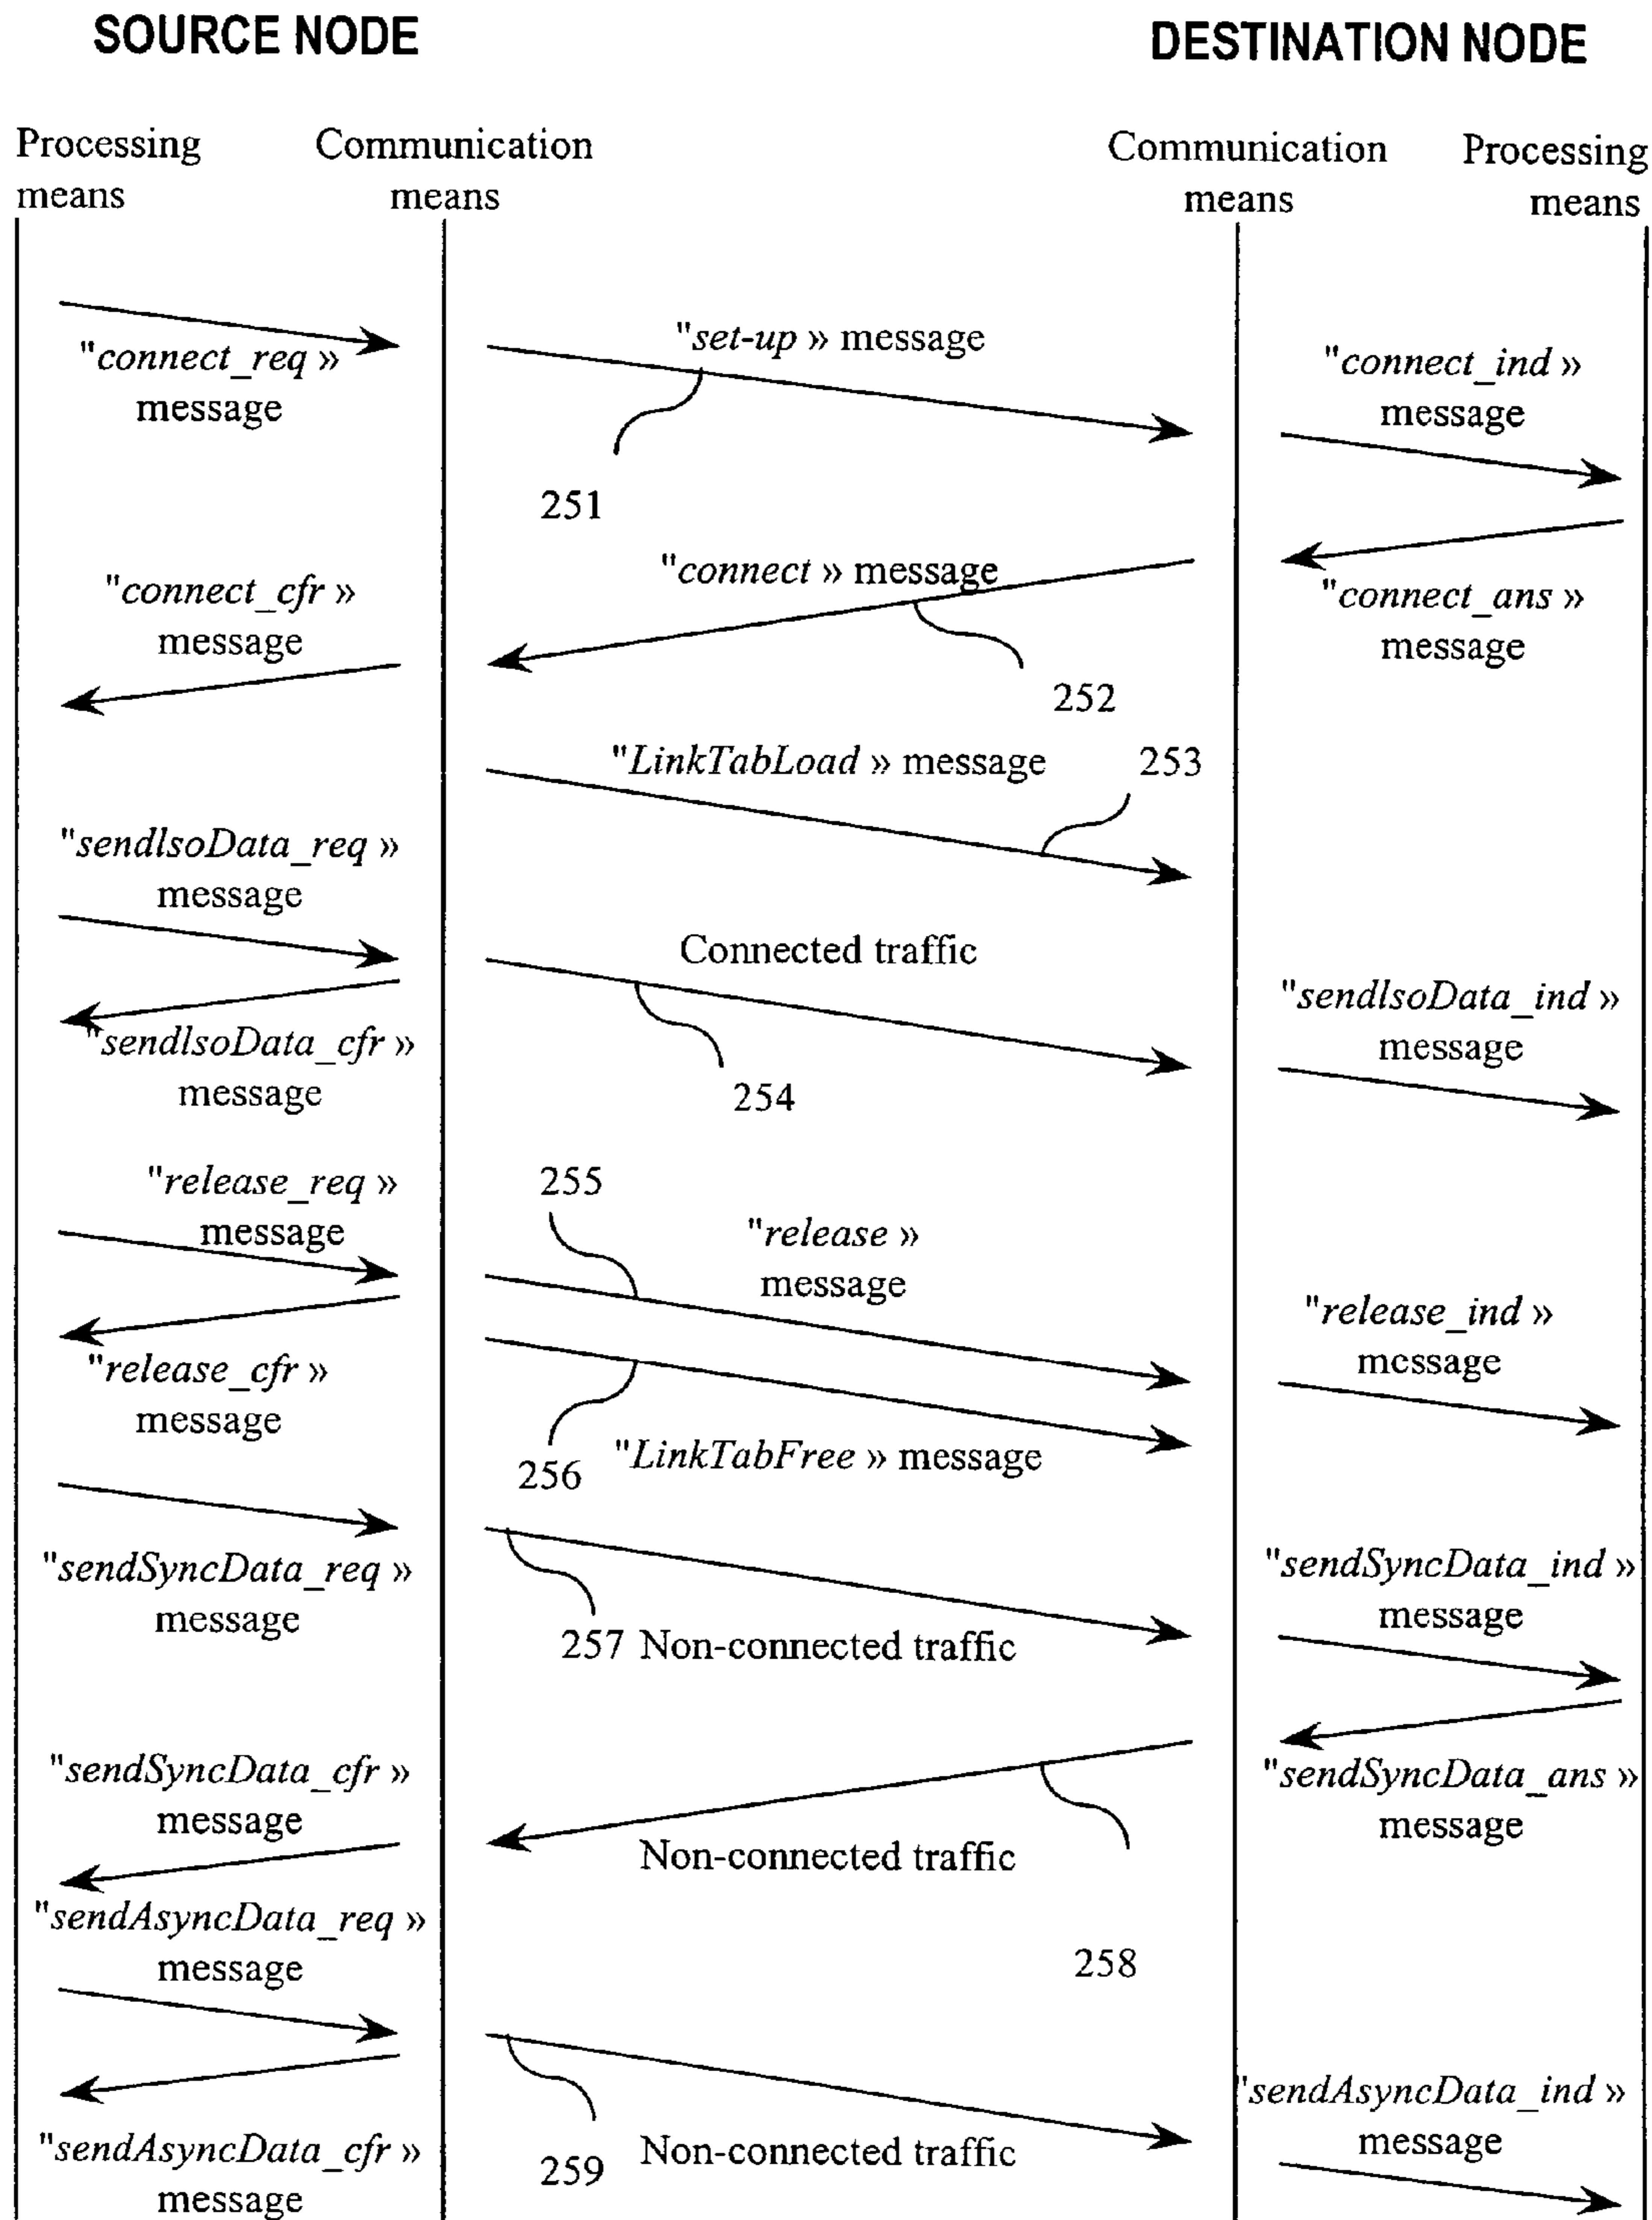 SOURCE NODE
DESTINATION NODE
Processing
means
Communication
means
Communication
means
Processing
means
"connect_req »
message
"set-up » message
251
"connect_ind »
message
"connect » message
252
"connect_ans »
message
"connect_cfr »
message
"LinkTabLoad » message
253
"sendIsoData_req »
message
Connected traffic
254
"sendIsoData_cfr »
message
"sendIsoData_ind »
message
"release_req »
message
255
"release »
message
"release_ind »
message
"release_cfr »
message
256
"LinkTabFree » message
"sendSyncData_req »
message
257 Non-connected traffic
"sendSyncData_ind »
message
"sendSyncData_cfr »
message
Non-connected traffic
258
"sendSyncData_ans »
message
"sendAsyncData_req »
message
"sendAsyncData_cfr »
message
259
Non-connected traffic
"sendAsyncData_ind »
message